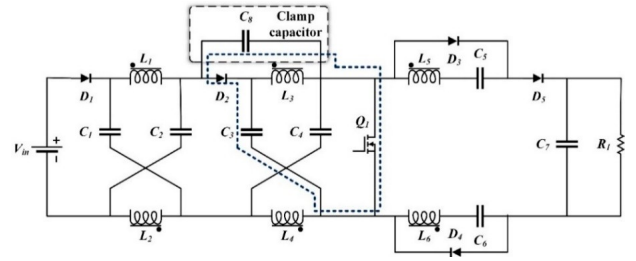 C8 Clamp
capacitor
L1 L3 L5 D3 C5
D1 D2 D5
C1 C2 C3 C4 Q1
Vin + - C7 R1
L2 L4 L6 D4 C6